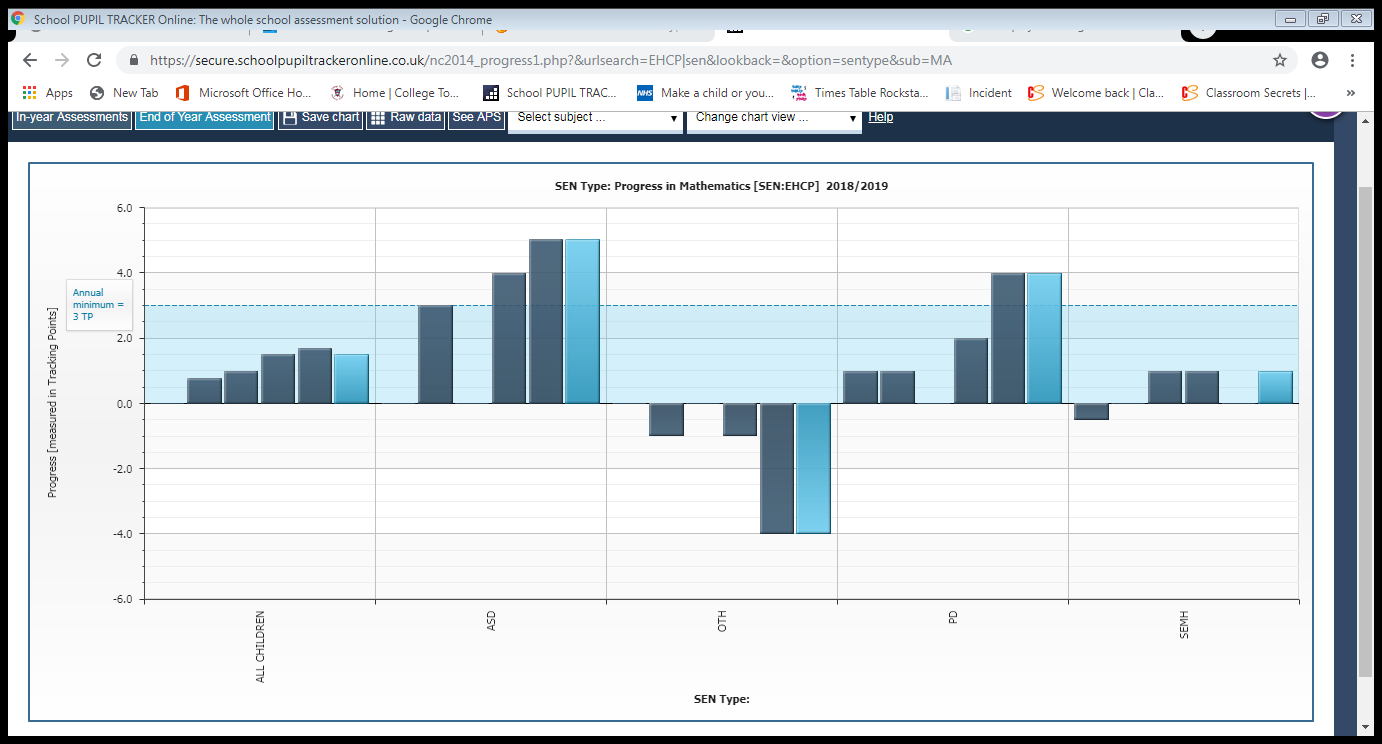 School PUPIL TRACKER Online: The whole school assessment solution - Google Chrome
https://secure.schoolpupiltrackeronline.co.uk/nc2014_progress1.php?&urlsearch=EHCP|sen&lookback=&option=sentype&sub=MA
Apps New Tab Microsoft Office Ho... Home | College To... School PUPIL TRAC... NHS Make a child or you... Times Table Rocksta... Incident Welcome back | Cla... Classroom Secrets |... »
In-year Assessments End of Year Assessment Save chart Raw data See APS Select subject ... Change chart view ... Help
SEN Type: Progress in Mathematics [SEN:EHCP] 2018/2019
Progress [measured in Tracking Points]
6.0
4.0
Annual
minimum =
3 TP
2.0
0.0
-2.0
-4.0
-6.0
ALL CHILDREN
ASD
OTH
PD
SEMH
SEN Type: